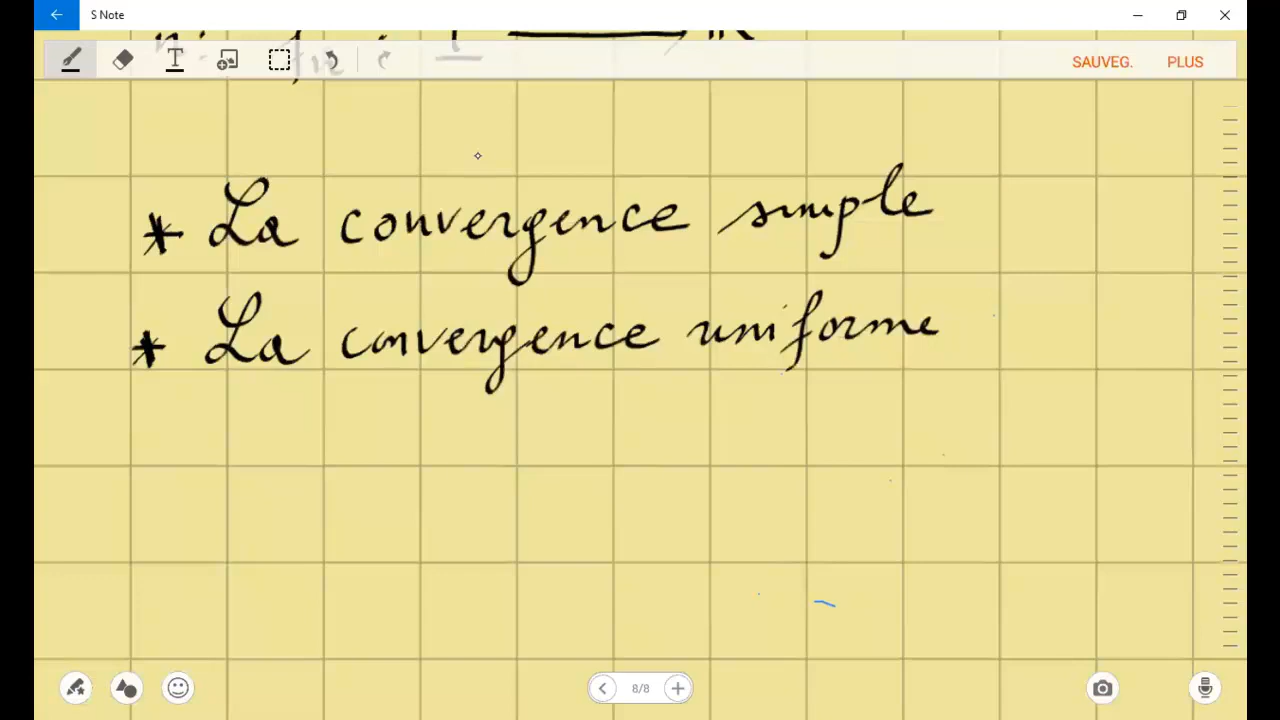 S Note
SAUVEG. PLUS
* La convergence simple
* La convergence uniforme
8/8